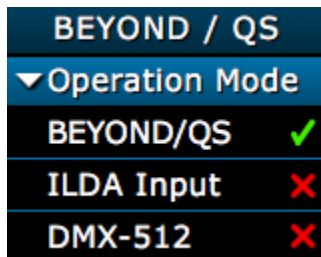 BEYOND / QS
Operation Mode
BEYOND/QS
ILDA Input
DMX-512